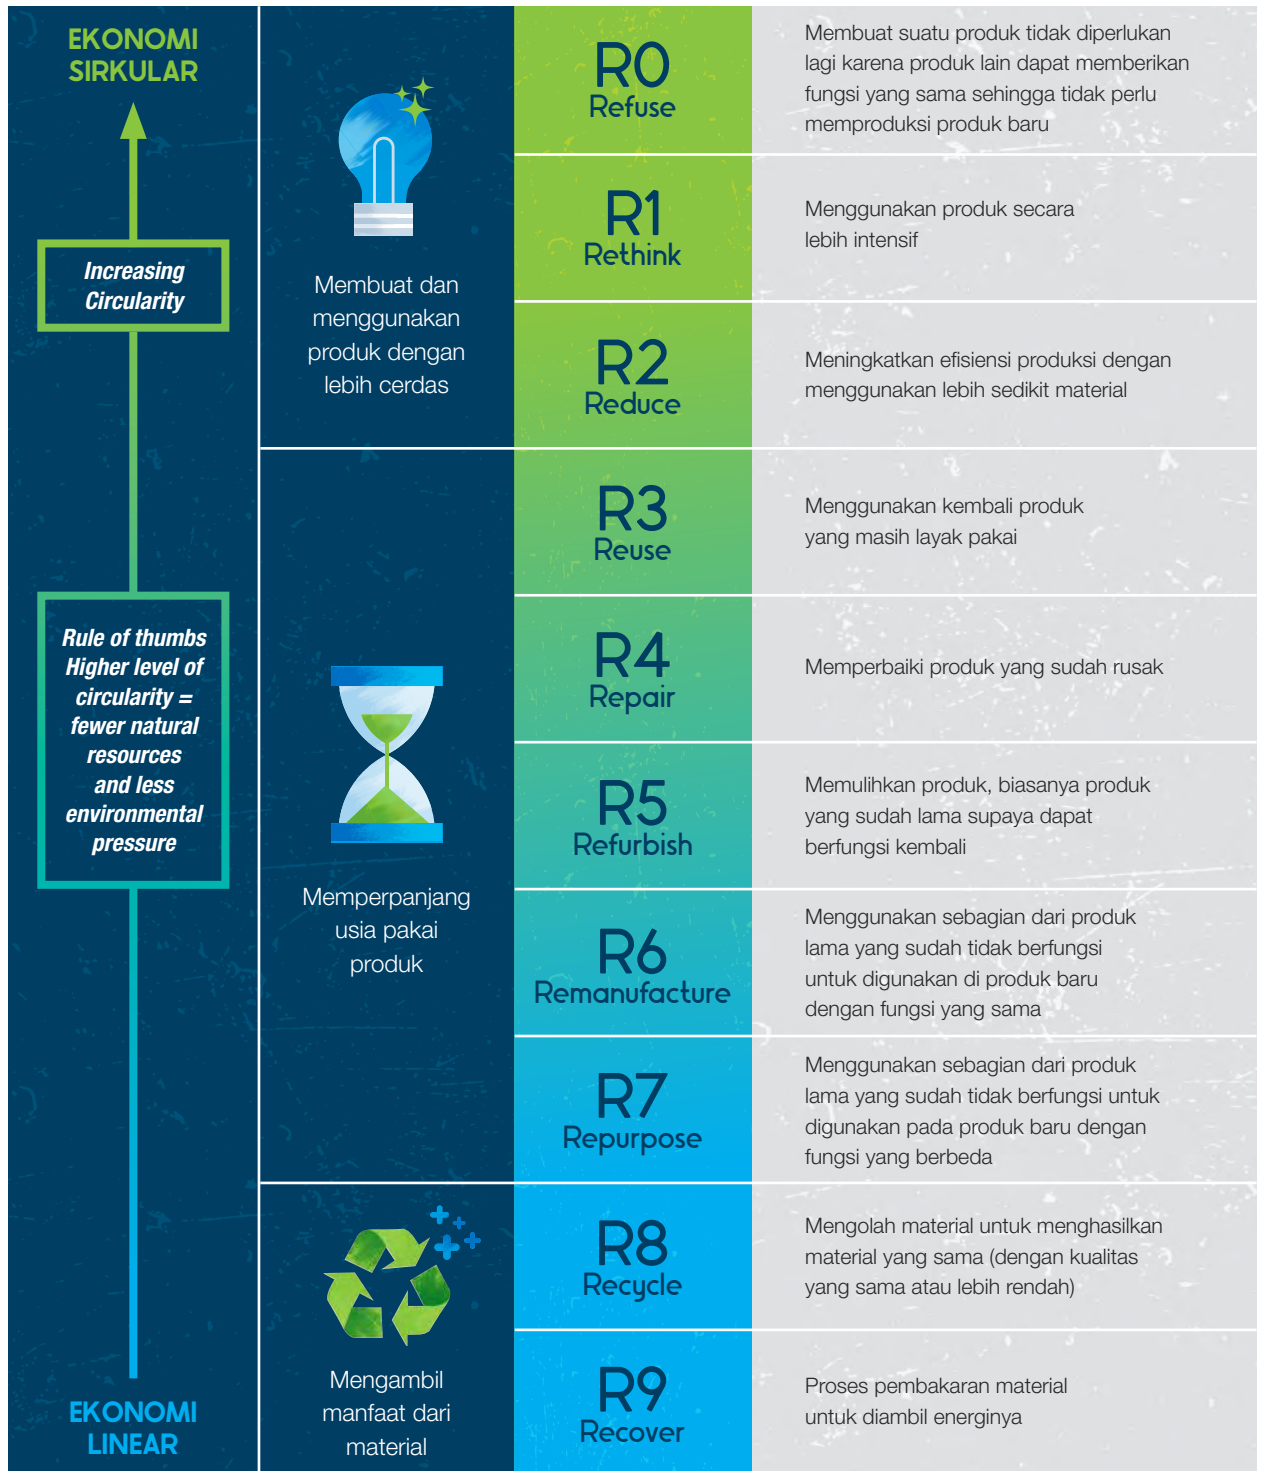 EKONOMI
SIRKULAR
Increasing
Circularity
Rule of thumbs
Higher level of
circularity =
fewer natural
resources
and less
environmental
pressure
EKONOMI
LINEAR
Membuat dan
menggunakan
produk dengan
lebih cerdas
R0
Refuse
Membuat suatu produk tidak diperlukan
lagi karena produk lain dapat memberikan
fungsi yang sama sehingga tidak perlu
memproduksi produk baru
R1
Rethink
Menggunakan produk secara
lebih intensif
R2
Reduce
Meningkatkan efisiensi produksi dengan
menggunakan lebih sedikit material
Memperpanjang
usia pakai
produk
R3
Reuse
Menggunakan kembali produk
yang masih layak pakai
R4
Repair
Memperbaiki produk yang sudah rusak
R5
Refurbish
Memulihkan produk, biasanya produk
yang sudah lama supaya dapat
berfungsi kembali
R6
Remanufacture
Menggunakan sebagian dari produk
lama yang sudah tidak berfungsi
untuk digunakan di produk baru
dengan fungsi yang sama
R7
Repurpose
Menggunakan sebagian dari produk
lama yang sudah tidak berfungsi untuk
digunakan pada produk baru dengan
fungsi yang berbeda
Mengambil
manfaat dari
material
R8
Recycle
Mengolah material untuk menghasilkan
material yang sama (dengan kualitas
yang sama atau lebih rendah)
R9
Recover
Proses pembakaran material
untuk diambil energinya